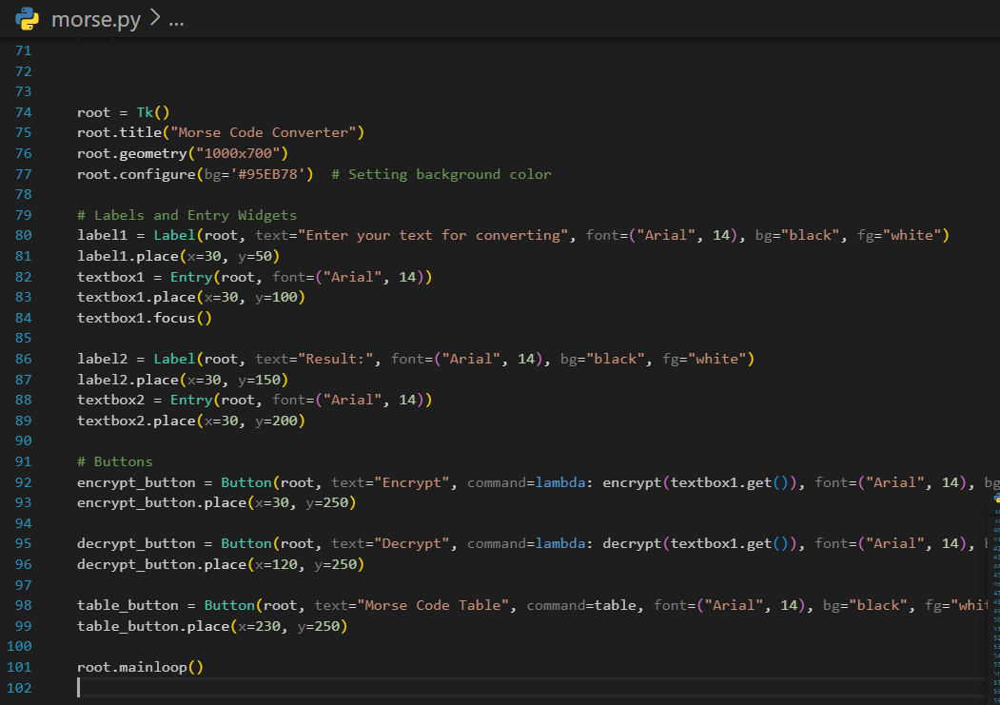 morse.py > ...
71
72
73
74 root = Tk()
75 root.title("Morse Code Converter")
76 root.geometry("1000x700")
77 root.configure(bg='#95EB78')  # Setting background color
78
79 # Labels and Entry Widgets
80 label1 = Label(root, text="Enter your text for converting", font=("Arial", 14), bg="black", fg="white")
81 label1.place(x=30, y=50)
82 textbox1 = Entry(root, font=("Arial", 14))
83 textbox1.place(x=30, y=100)
84 textbox1.focus()
85
86 label2 = Label(root, text="Result:", font=("Arial", 14), bg="black", fg="white")
87 label2.place(x=30, y=150)
88 textbox2 = Entry(root, font=("Arial", 14))
89 textbox2.place(x=30, y=200)
90
91 # Buttons
92 encrypt_button = Button(root, text="Encrypt", command=lambda: encrypt(textbox1.get()), font=("Arial", 14), bg
93 encrypt_button.place(x=30, y=250)
94
95 decrypt_button = Button(root, text="Decrypt", command=lambda: decrypt(textbox1.get()), font=("Arial", 14),
96 decrypt_button.place(x=120, y=250)
97
98 table_button = Button(root, text="Morse Code Table", command=table, font=("Arial", 14), bg="black", fg="whit
99 table_button.place(x=230, y=250)
100
101 root.mainloop()
102